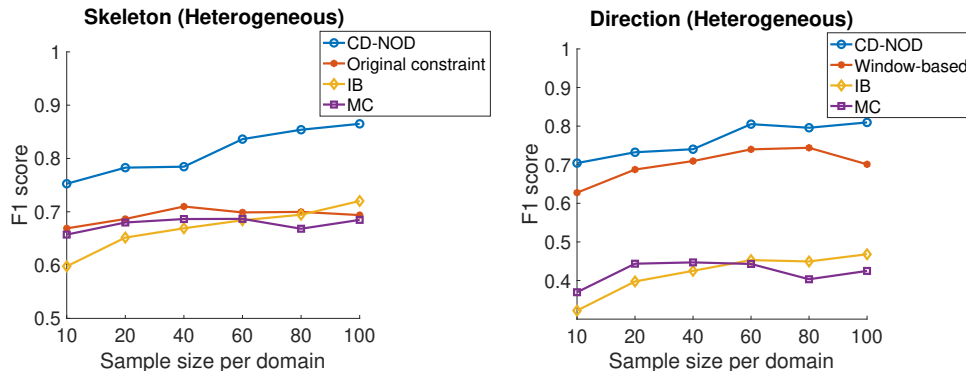 Skeleton (Heterogeneous)
CD-NOD
Original constraint
IB
MC
1
0.9
0.8
0.7
0.6
0.5
F1 score
10 20 40 60 80 100
Sample size per domain
Direction (Heterogeneous)
CD-NOD
Window-based
IB
MC
1
0.9
0.8
0.7
0.6
0.5
0.4
F1 score
10 20 40 60 80 100
Sample size per domain